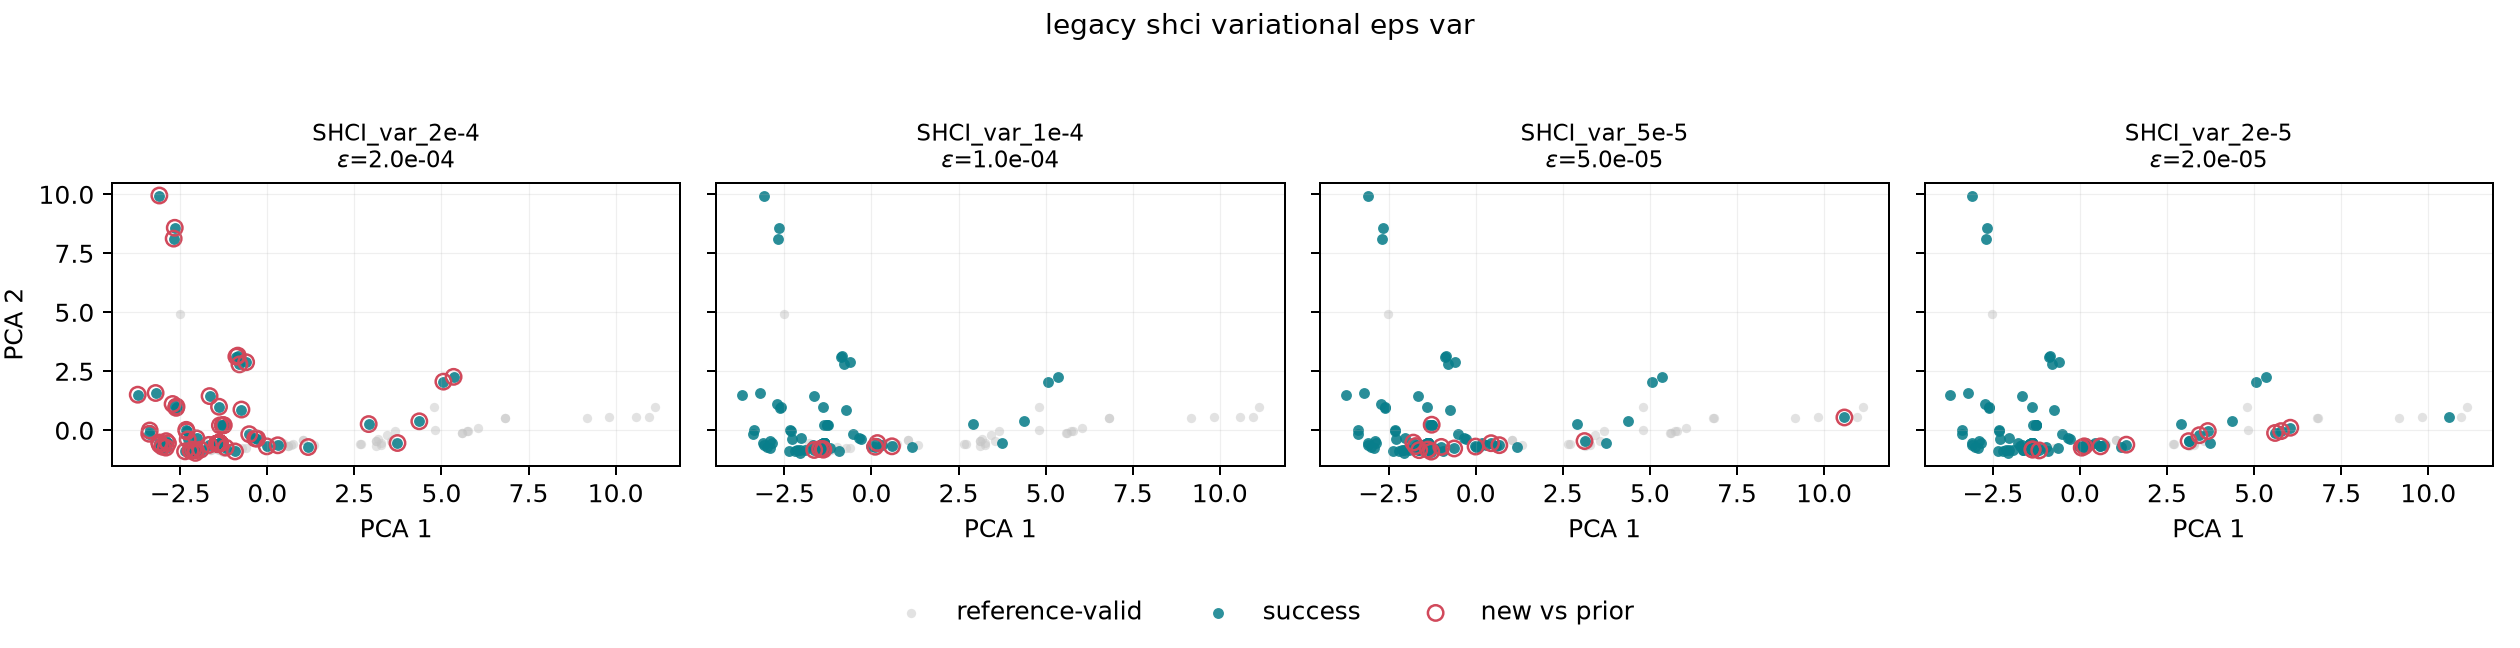 legacy shci variational eps var
SHCI_var_2e-4
ε=2.0e-04
SHCI_var_1e-4
ε=1.0e-04
SHCI_var_5e-5
ε=5.0e-05
SHCI_var_2e-5
ε=2.0e-05
PCA 2
10.0
7.5
5.0
2.5
0.0
−2.5 0.0 2.5 5.0 7.5 10.0
−2.5 0.0 2.5 5.0 7.5 10.0
−2.5 0.0 2.5 5.0 7.5 10.0
−2.5 0.0 2.5 5.0 7.5 10.0
PCA 1
PCA 1
PCA 1
PCA 1
reference-valid success new vs prior